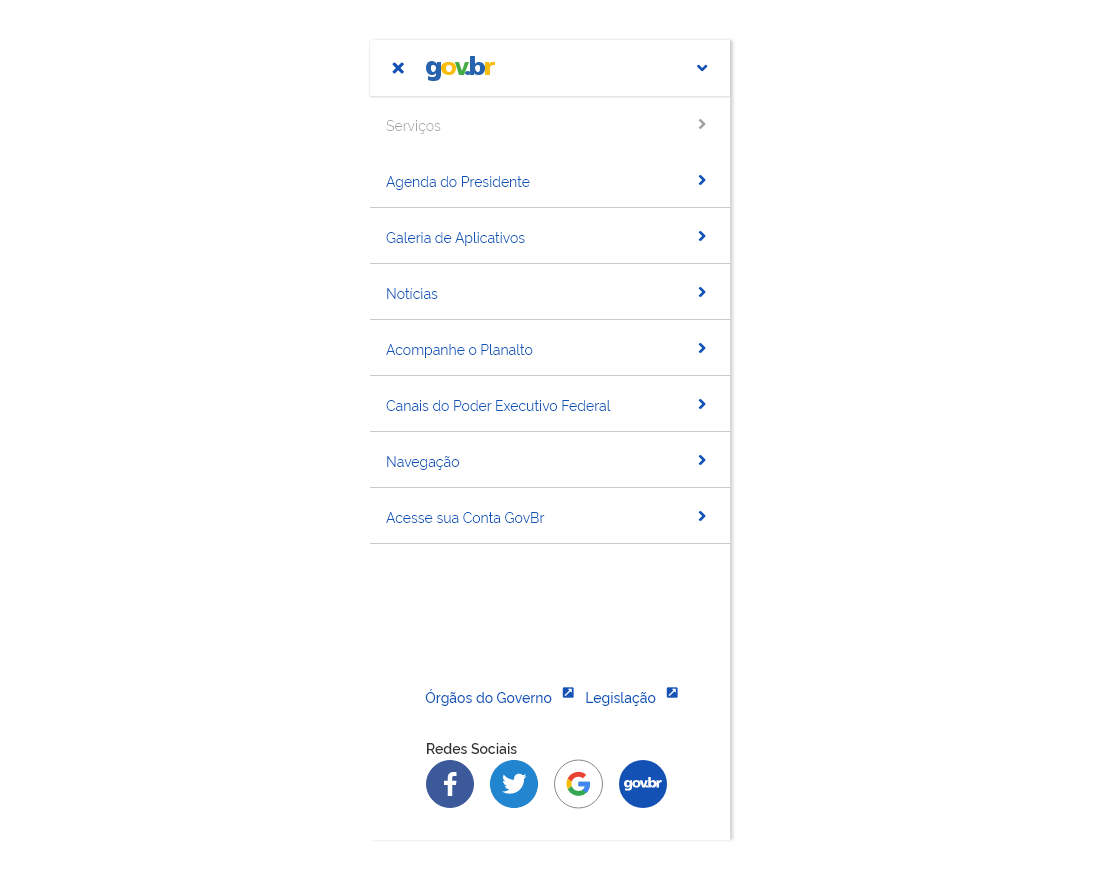 gov.br
Serviços
Agenda do Presidente
Galeria de Aplicativos
Notícias
Acompanhe o Planalto
Canais do Poder Executivo Federal
Navegação
Acesse sua Conta GovBr
Órgãos do Governo Legislação
Redes Sociais
gov.br